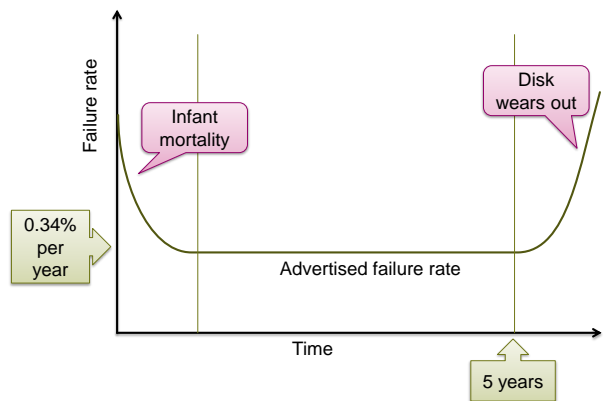 Failure rate
Infant
mortality
Disk
wears out
0.34%
per
year
Advertised failure rate
Time
5 years